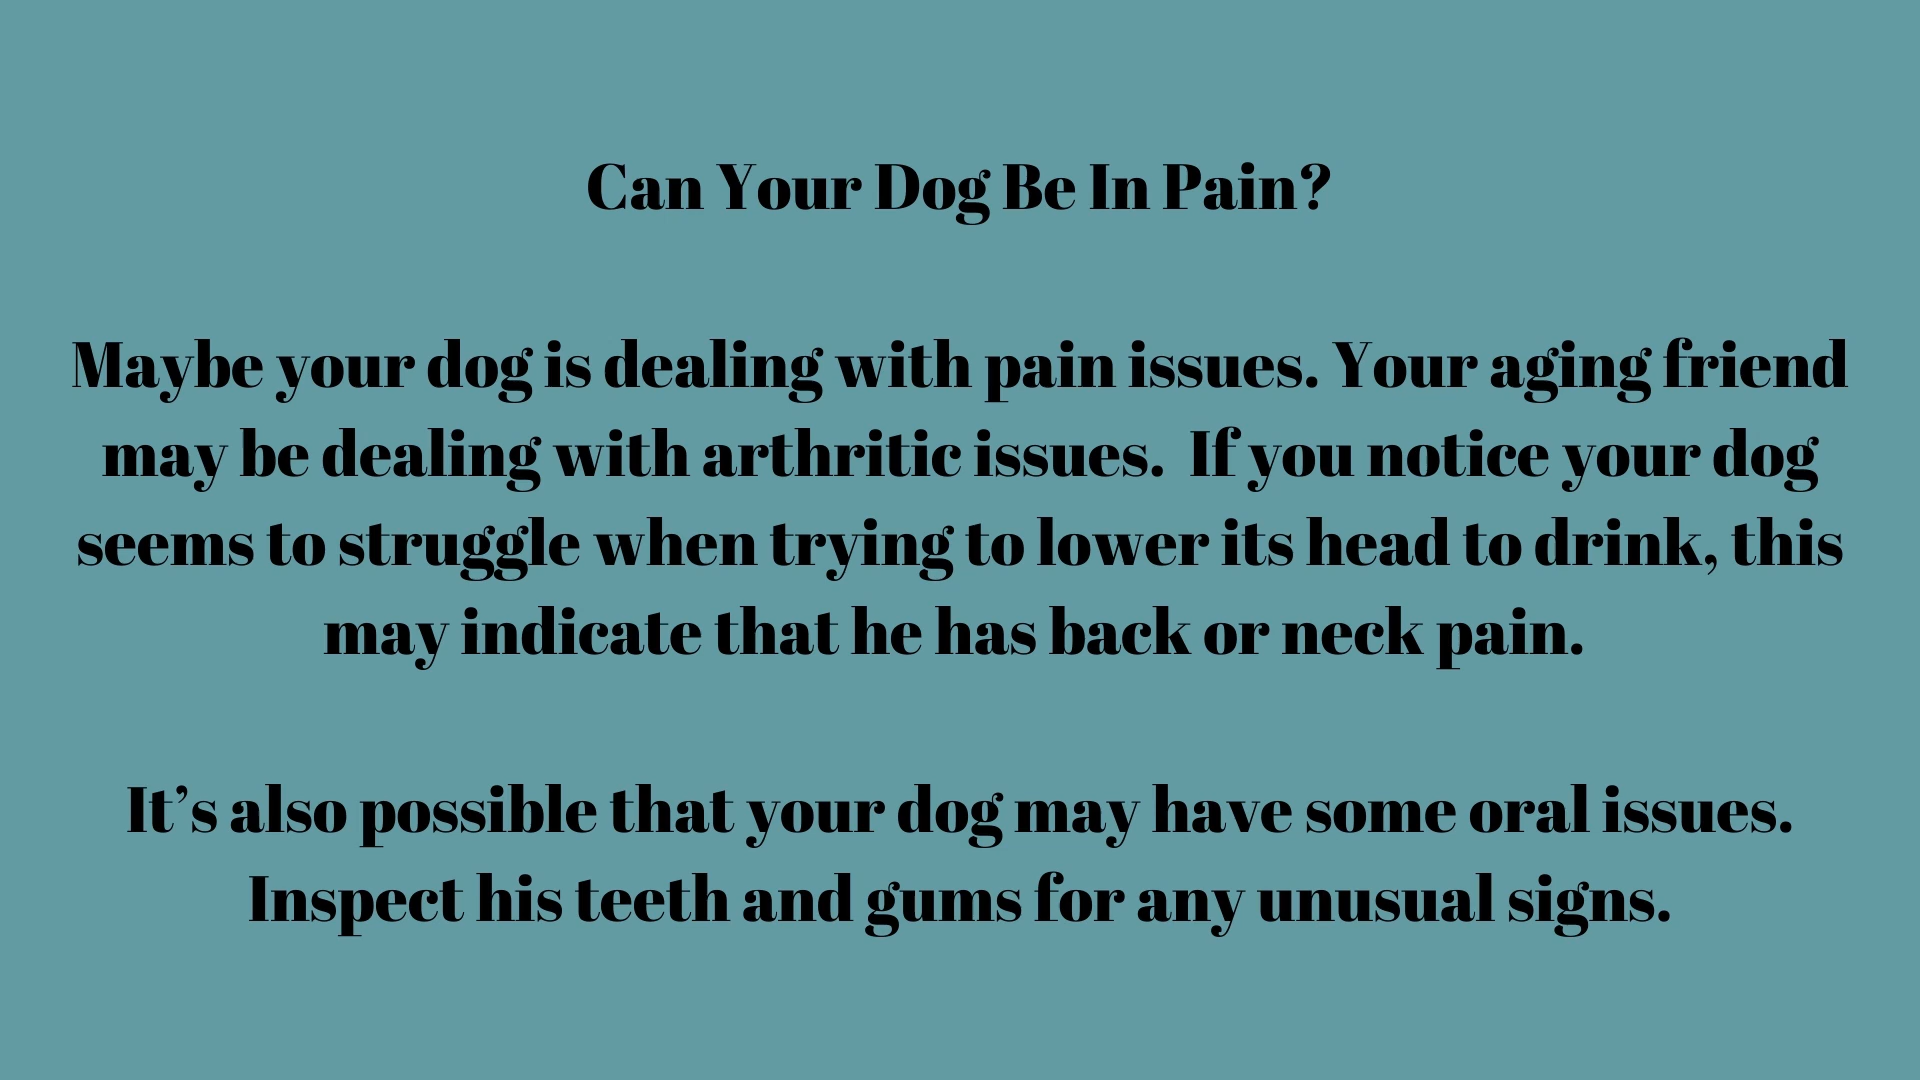 Can Your Dog Be In Pain?
Maybe your dog is dealing with pain issues. Your aging friend
may be dealing with arthritic issues.  If you notice your dog
seems to struggle when trying to lower its head to drink, this
may indicate that he has back or neck pain.
It’s also possible that your dog may have some oral issues.
Inspect his teeth and gums for any unusual signs.